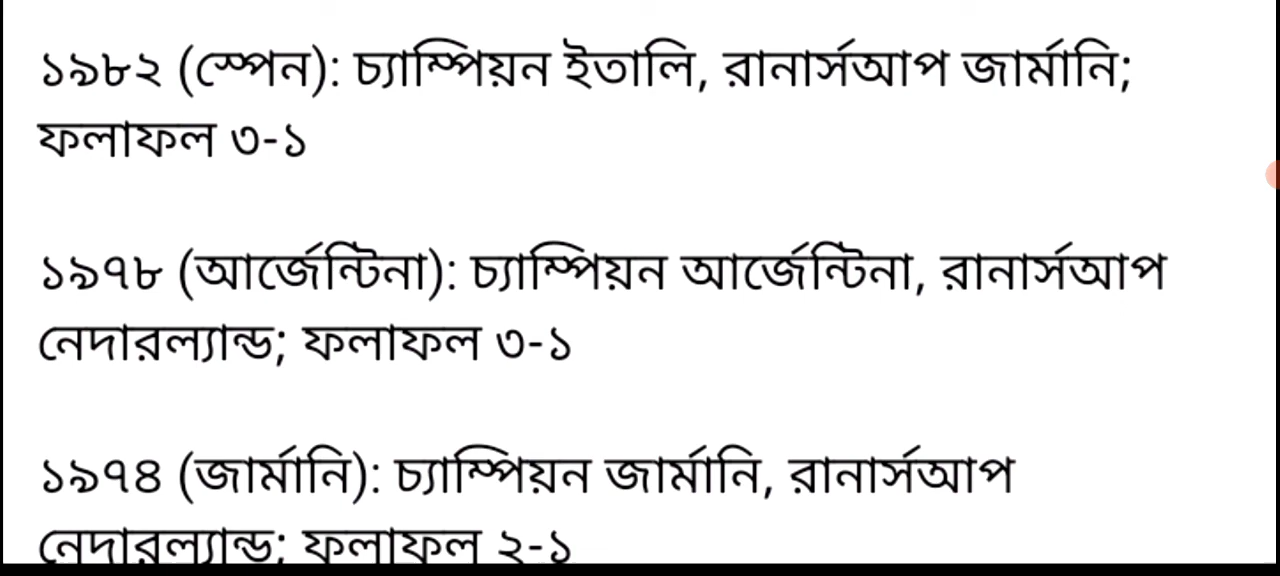 ১৯৮২ (স্পেন): চ্যাম্পিয়ন ইতালি, রানার্সআপ জার্মানি;
ফলাফল ৩-১
১৯৭৮ (আর্জেন্টিনা): চ্যাম্পিয়ন আর্জেন্টিনা, রানার্সআপ
নেদারল্যান্ড; ফলাফল ৩-১
১৯৭৪ (জার্মানি): চ্যাম্পিয়ন জার্মানি, রানার্সআপ
নেদারল্যান্ড; ফলাফল ২-১